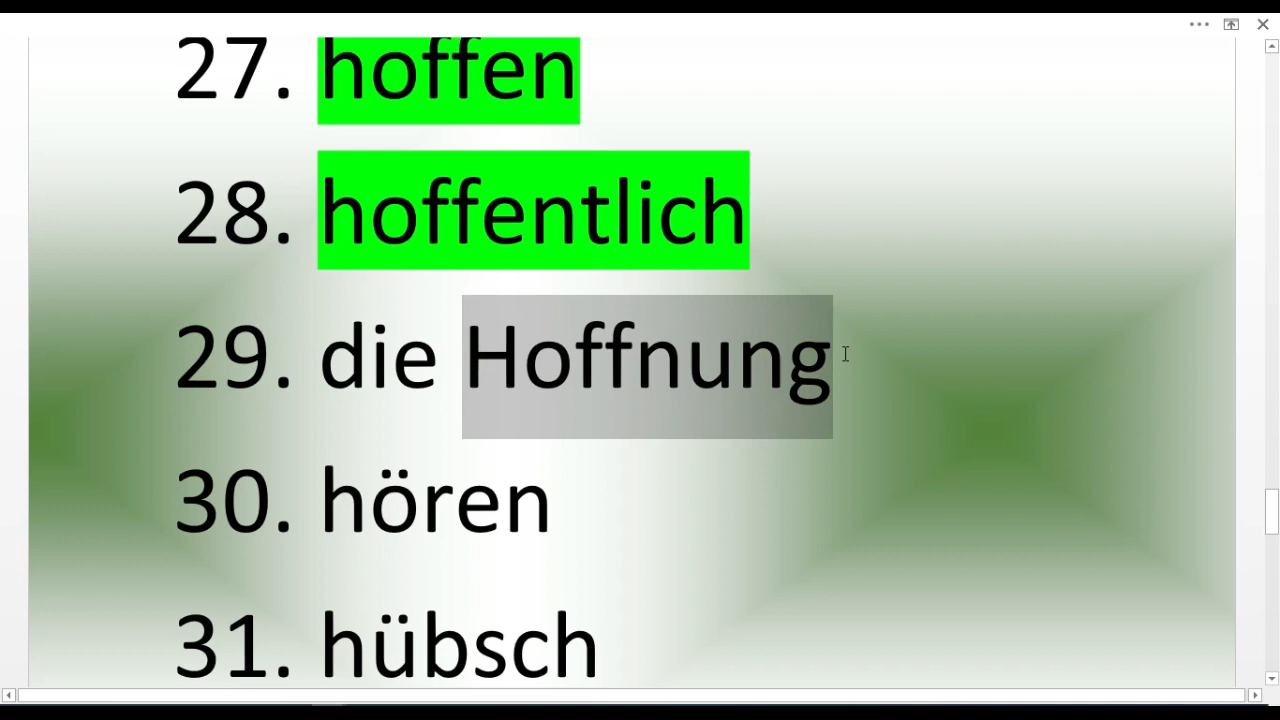 27. hoffen
28. hoffentlich
29. die Hoffnung
30. hören
31. hübsch